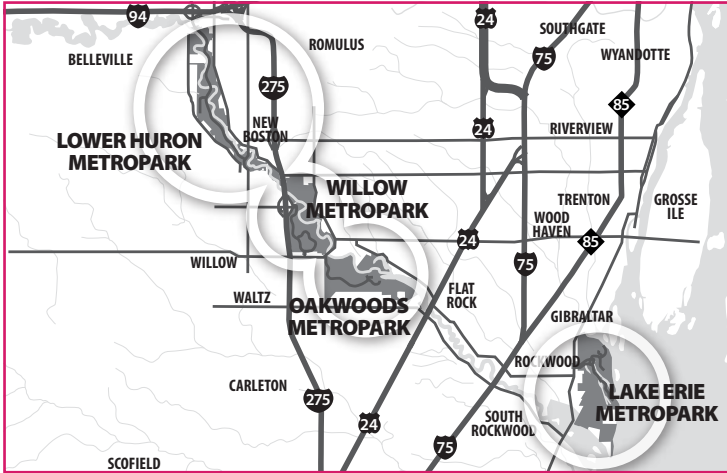 94
24
SOUTHGATE
ROMULUS
75
WYANDOTTE
BELLEVILLE
275
85
NEW
BOSTON
24
RIVERVIEW
LOWER HURON
METROPARK
WILLOW
METROPARK
TRENTON
GROSSE
ILE
WOOD
HAVEN
24
85
WILLOW
75
WALTZ
OAKWOODS
METROPARK
FLAT
ROCK
GIBRALTAR
ROCKWOOD
CARLETON
LAKE ERIE
METROPARK
275
24
SOUTH
ROCKWOOD
75
SCOFIELD